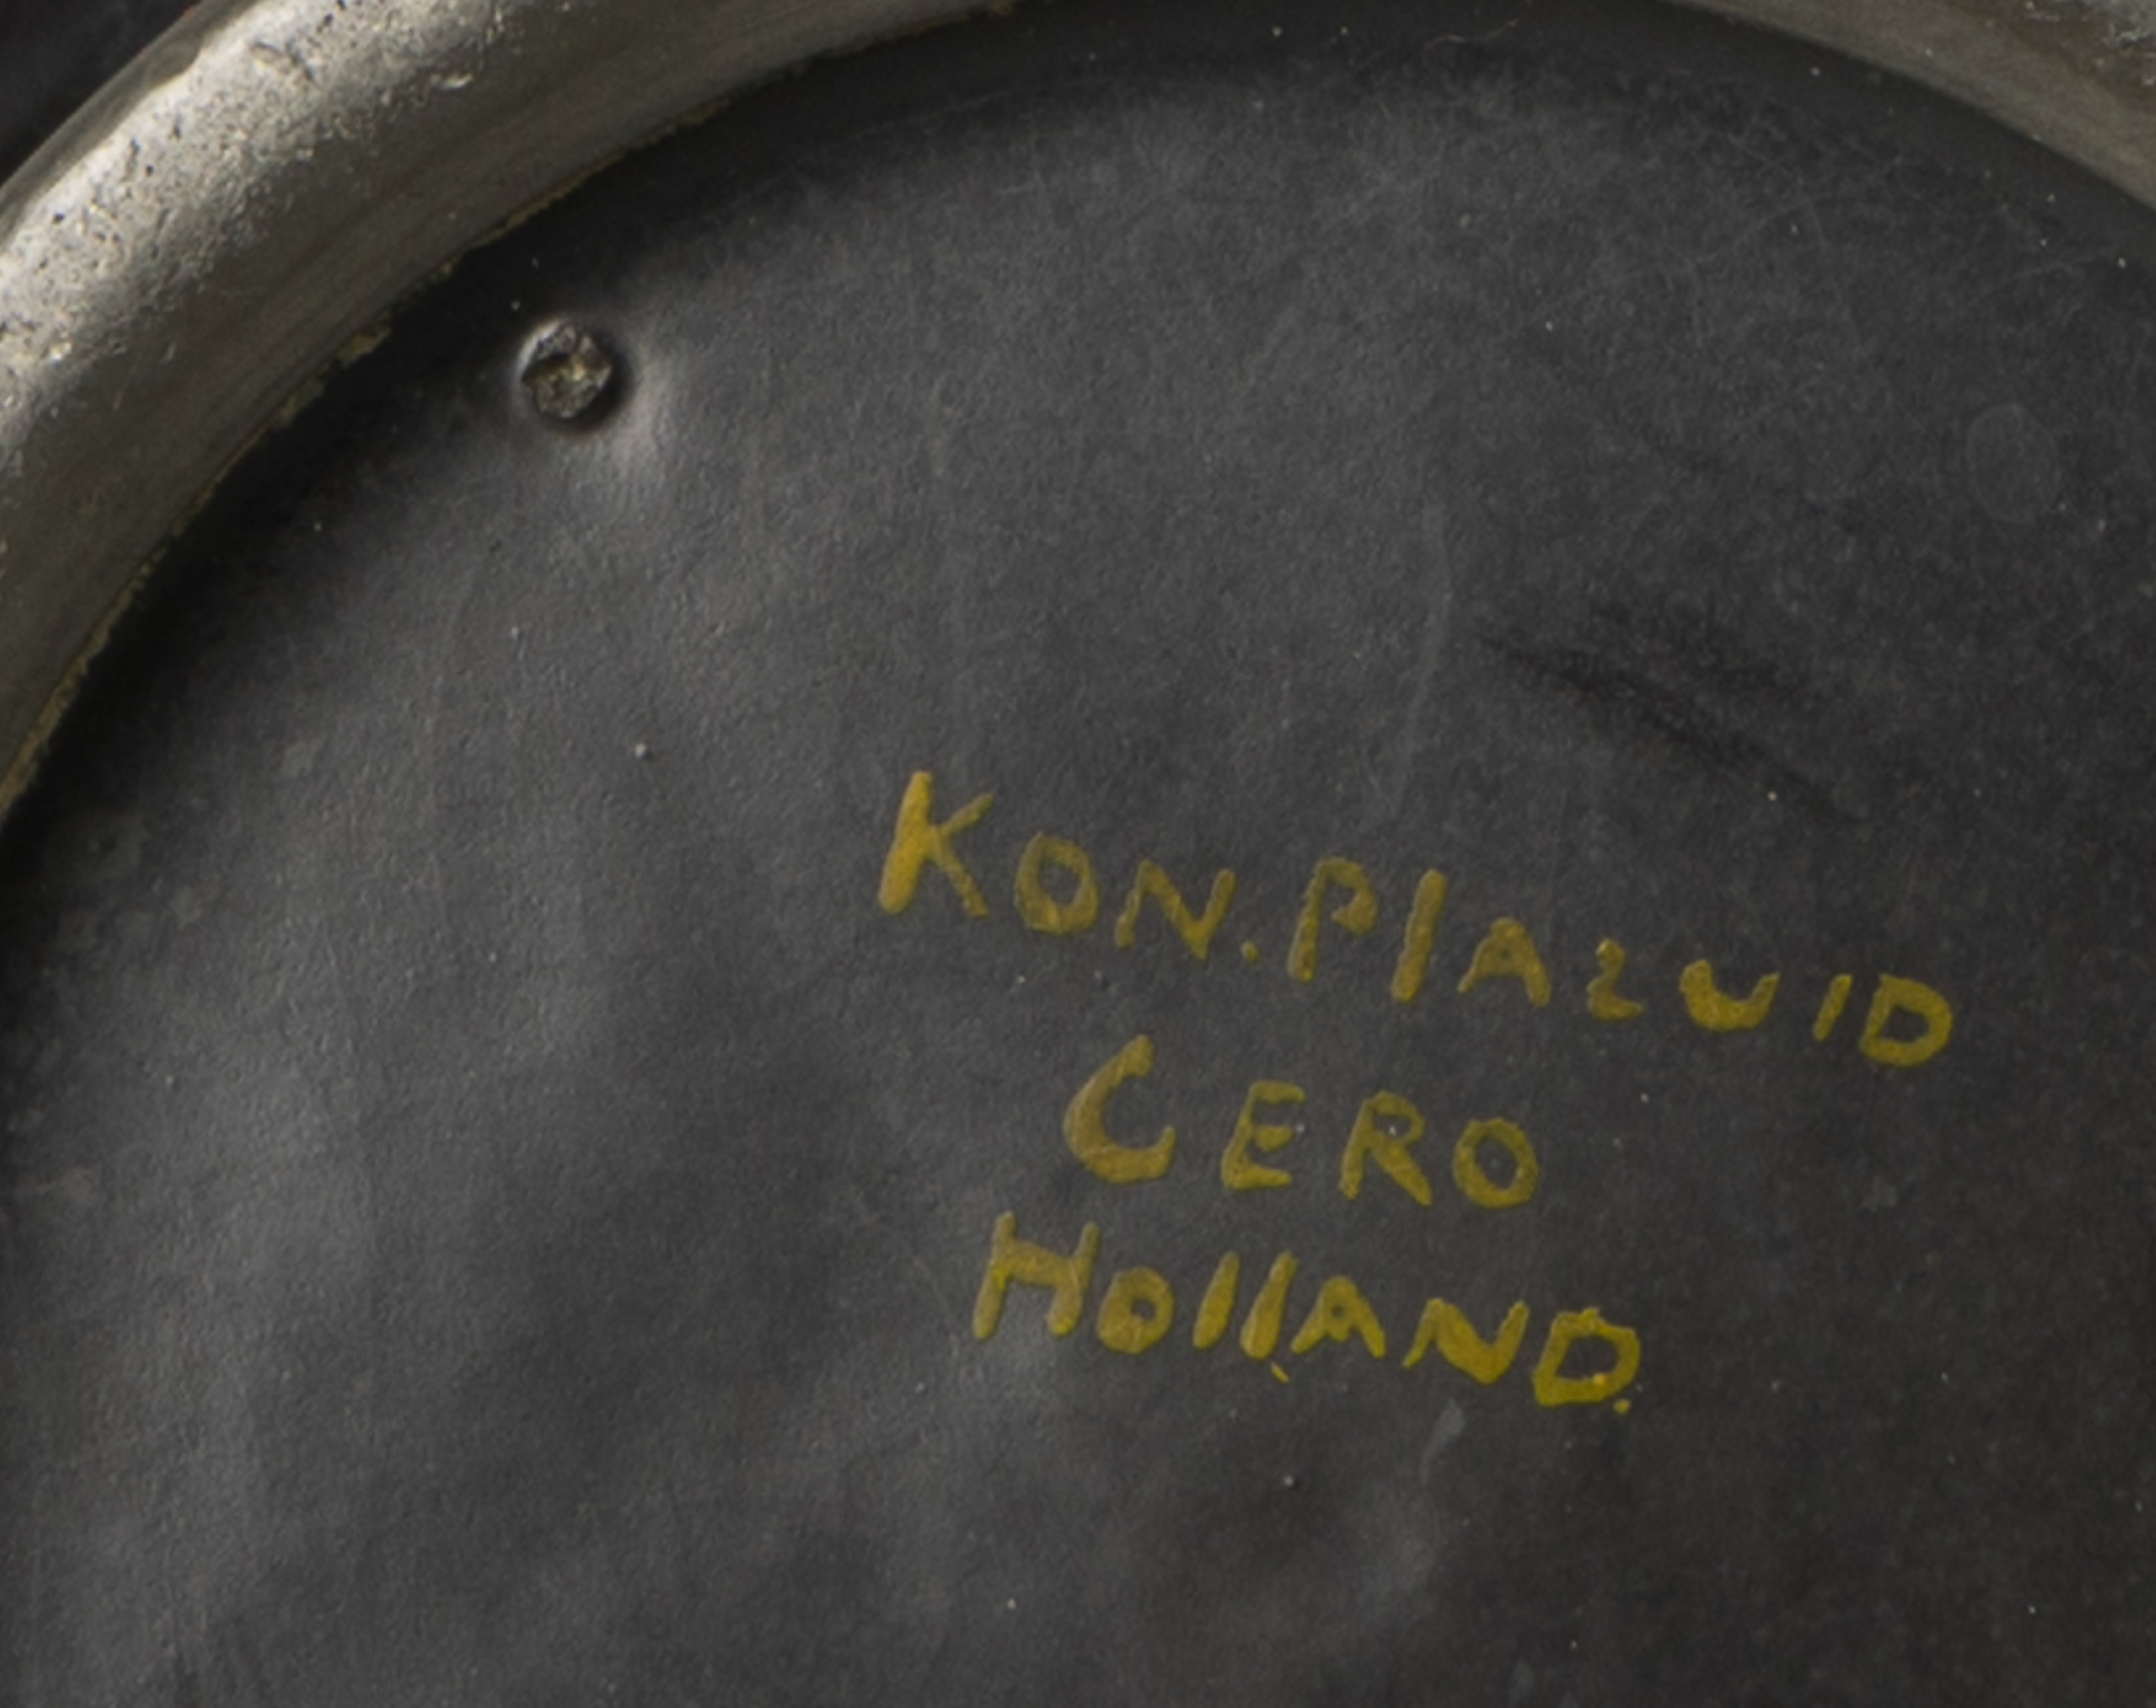 KON. PlAZUID
CERO
HollAND.